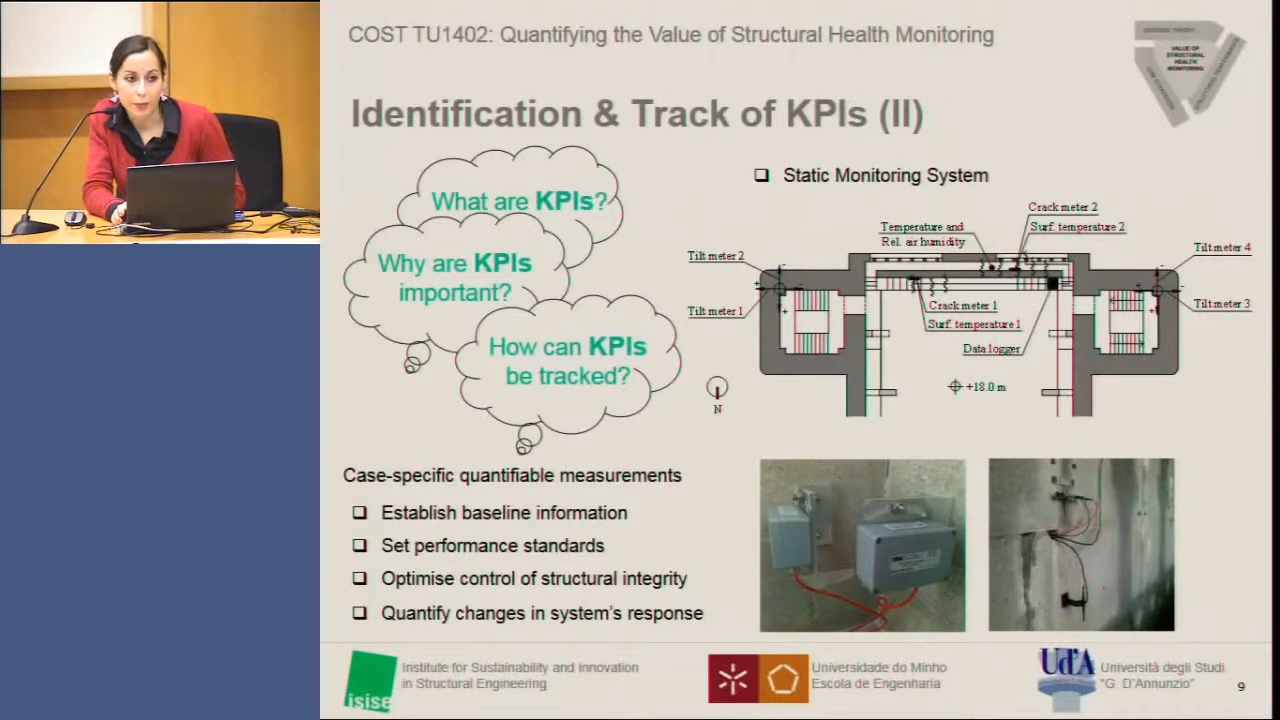 COST TU1402: Quantifying the Value of Structural Health Monitoring
VALUE OF
STRUCTURAL
HEALTH
MONITORING
Identification & Track of KPIs (II)
What are KPIs?
Why are KPIs
important?
How can KPIs
be tracked?
Case-specific quantifiable measurements
Establish baseline information
Set performance standards
Optimise control of structural integrity
Quantify changes in system's response
Static Monitoring System
Crack meter 2
Surf. temperature 2
Temperature and
Rel. air humidity
Tilt meter 2
Tilt meter 4
Tilt meter 1
Tilt meter 3
Crack meter 1
Surf. temperature 1
Data logger
+18.0 m
N
isise
Institute for Sustainability and Innovation
in Structural Engineering
Universidade do Minho
Escola de Engenharia
Ud'A
Università degli Studi
"G. D'Annunzio"
9